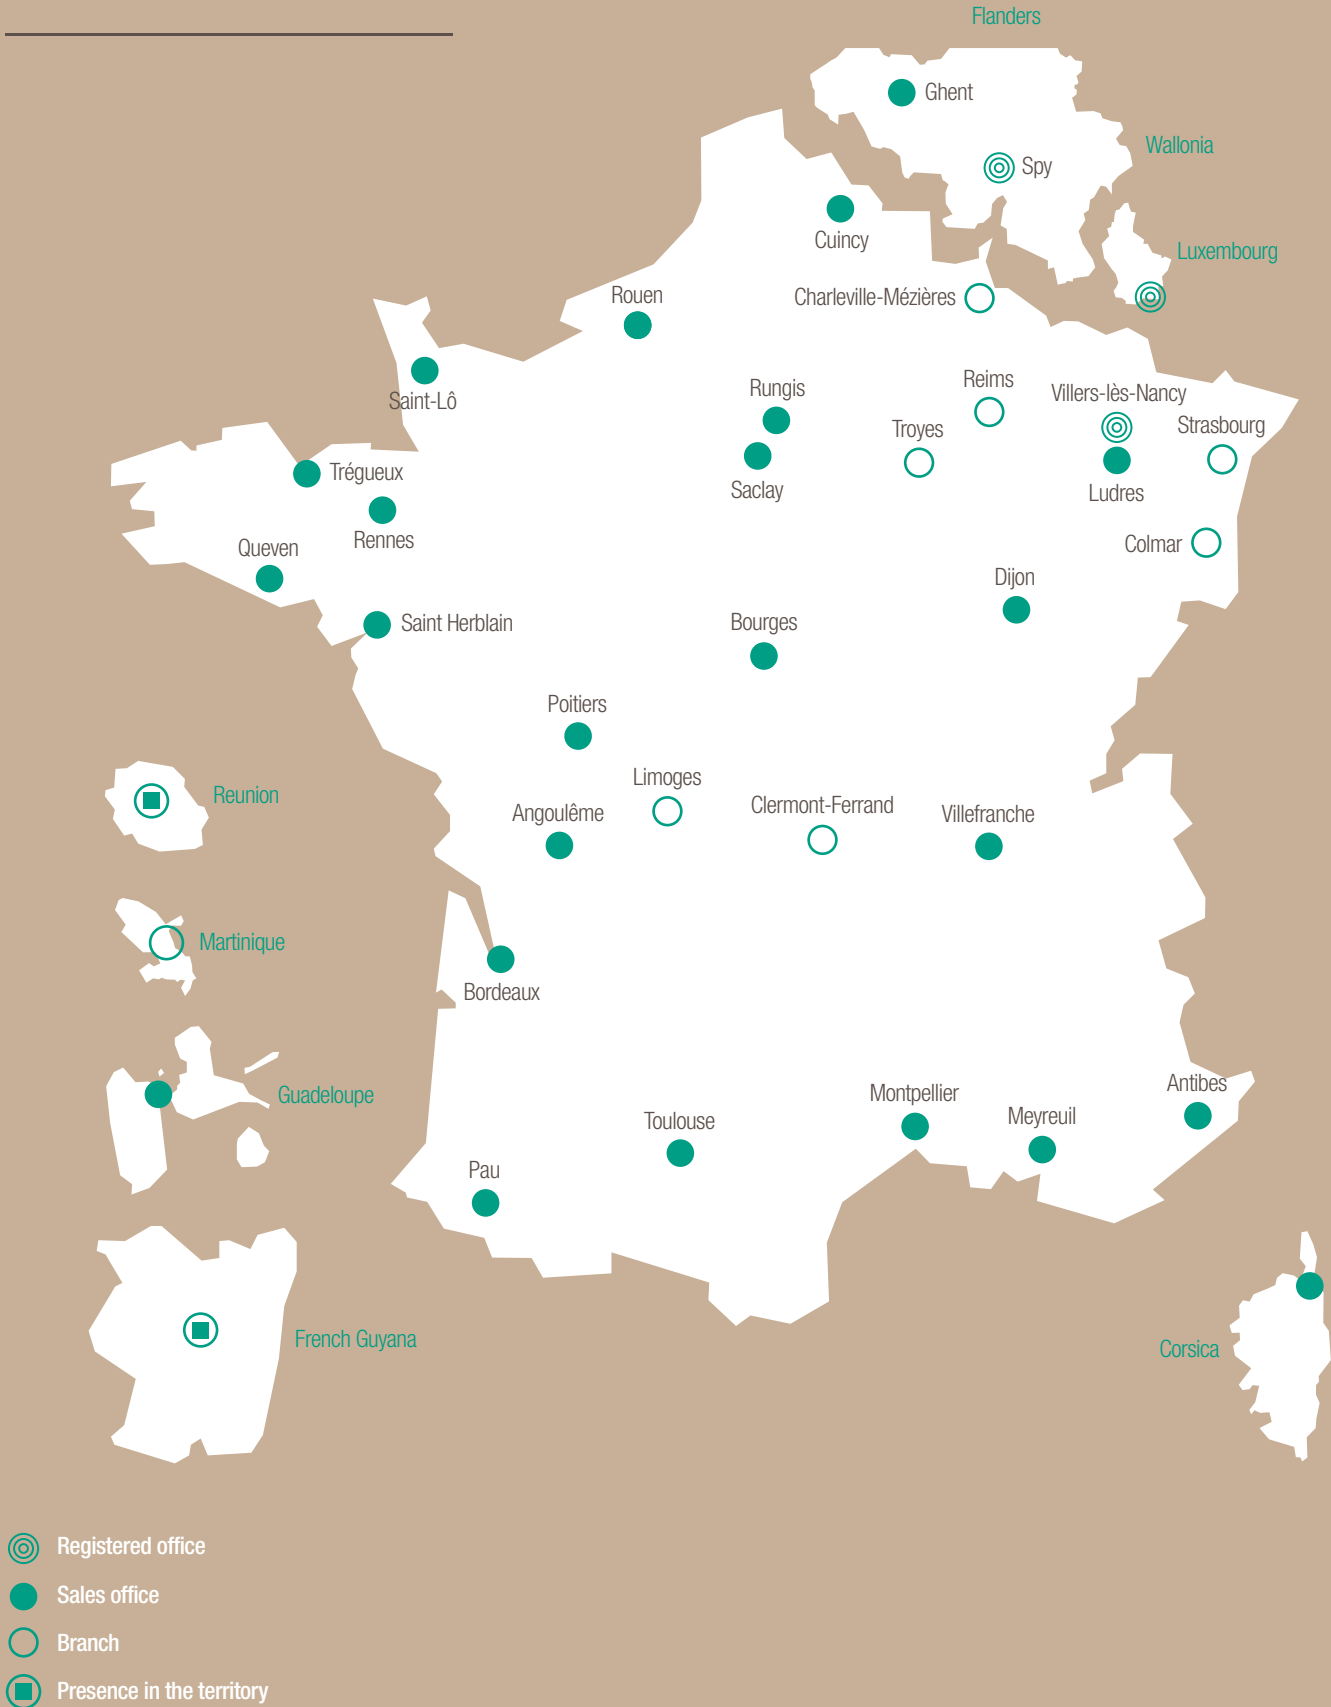 Flanders
Ghent
Wallonia
Spy
Cuincy
Luxembourg
Rouen
Charleville-Mézières
Saint-Lô
Rungis
Reims
Villers-lès-Nancy
Troyes
Strasbourg
Trégueux
Saclay
Ludres
Rennes
Queven
Colmar
Dijon
Saint Herblain
Bourges
Poitiers
Limoges
Reunion
Clermont-Ferrand
Angoulême
Villefranche
Martinique
Bordeaux
Antibes
Guadeloupe
Montpellier
Meyreuil
Toulouse
Pau
French Guyana
Corsica
Registered office
Sales office
Branch
Presence in the territory